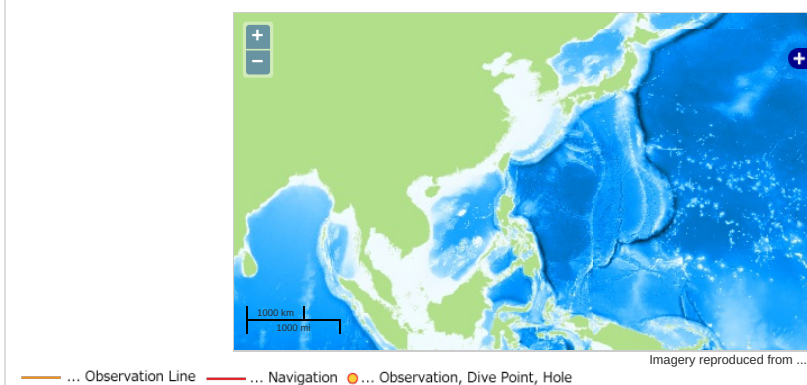 +
−
+
1000 km
1000 mi
Imagery reproduced from ...
... Observation Line ... Navigation ... Observation, Dive Point, Hole